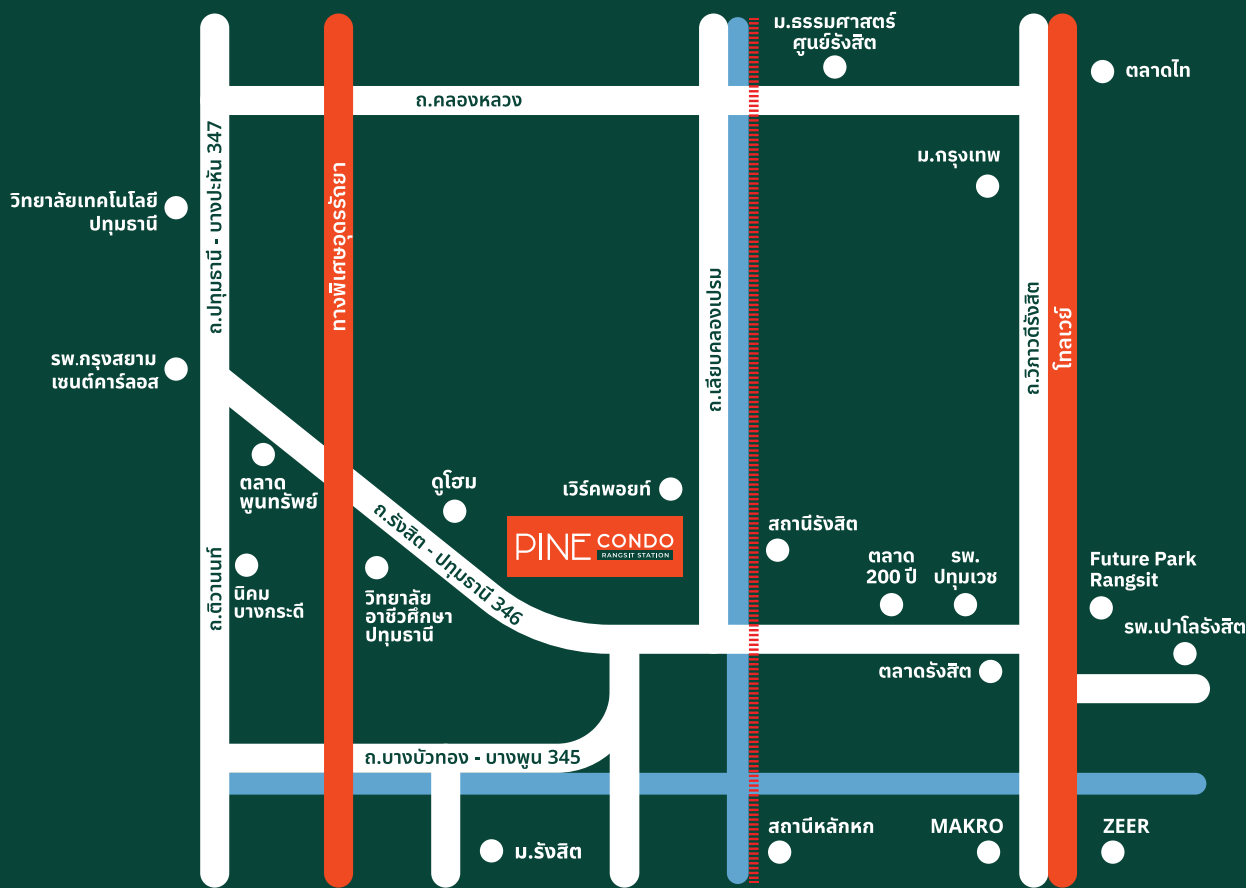 ม.ธรรมศาสตร์
ศูนย์รังสิต
ตลาดไท
ถ.คลองหลวง
ม.กรุงเทพ
ถ.ปทุมธานี - บางปะหัน 347
ทางพิเศษอุดรรัถยา
วิทยาลัยเทคโนโลยี
ปทุมธานี
ถ.เลียบคลองเปรม
ถ.วิภาวดีรังสิต
โทลเวย์
รพ.กรุงสยาม
เซนต์คาร์ลอส
ตลาด
พูนทรัพย์
ดูโฮม
เวิร์คพอยท์
ถ.รังสิต - ปทุมธานี 346
PINE CONDO
RANGSIT STATION
สถานีรังสิต
ตลาด
200 ปี
รพ.
ปทุมเวช
Future Park
Rangsit
ถ.ติวานนท์
นิคม
บางกระดี
วิทยาลัย
อาชีวศึกษา
ปทุมธานี
รพ.เปาโลรังสิต
ตลาดรังสิต
ถ.บางบัวทอง - บางพูน 345
ม.รังสิต
สถานีหลักหก
MAKRO
ZEER